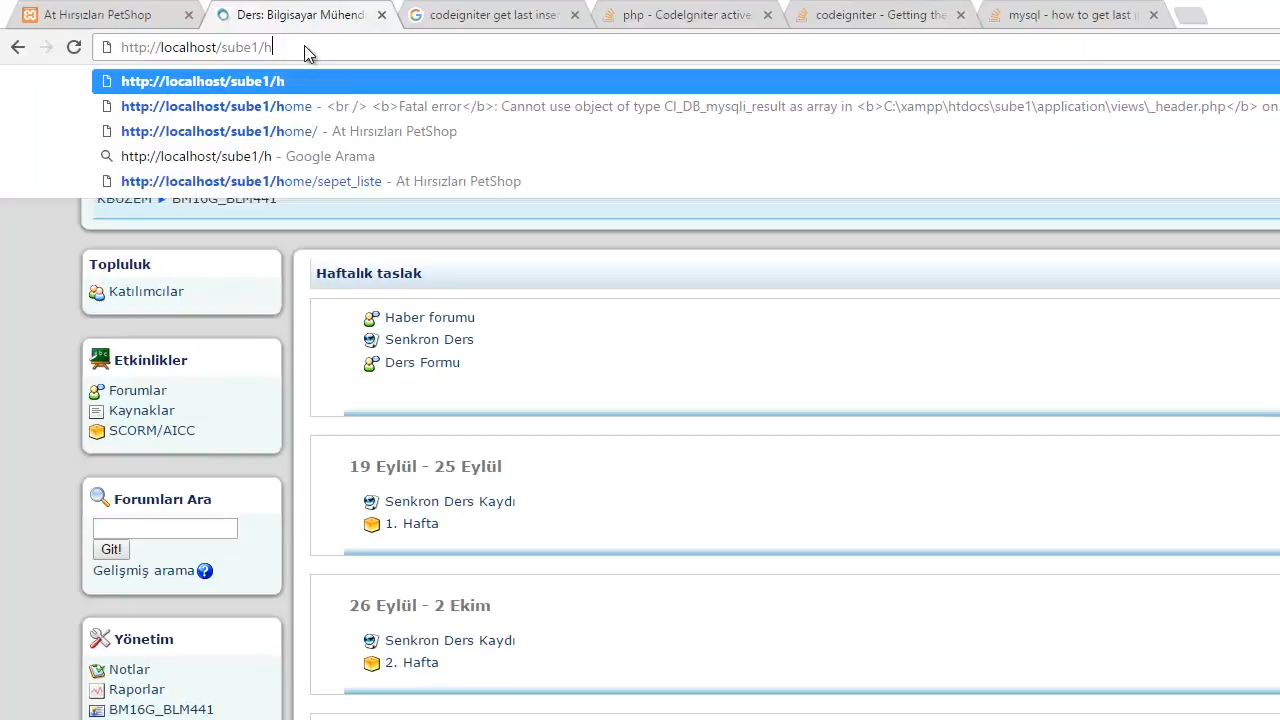 At Hırsızları PetShop
Ders: Bilgisayar Mühend
codeigniter get last inse
php - CodeIgniter active
codeigniter - Getting the
mysql - how to get last i
http://localhost/sube1/h
http://localhost/sube1/h
http://localhost/sube1/home - <br /> <b>Fatal error</b>: Cannot use object of type CI_DB_mysqli_result as array in <b>C:\xampp\htdocs\sube1\application\views\_header.php</b> on
http://localhost/sube1/home/ - At Hırsızları PetShop
http://localhost/sube1/h - Google Arama
http://localhost/sube1/home/sepet_liste - At Hırsızları PetShop
KBUZEM ► BM16G_BLM441
Topluluk
Katılımcılar
Etkinlikler
Forumlar
Kaynaklar
SCORM/AICC
Forumları Ara
Git!
Gelişmiş arama
Yönetim
Notlar
Raporlar
BM16G_BLM441
Haftalık taslak
Haber forumu
Senkron Ders
Ders Formu
19 Eylül - 25 Eylül
Senkron Ders Kaydı
1. Hafta
26 Eylül - 2 Ekim
Senkron Ders Kaydı
2. Hafta